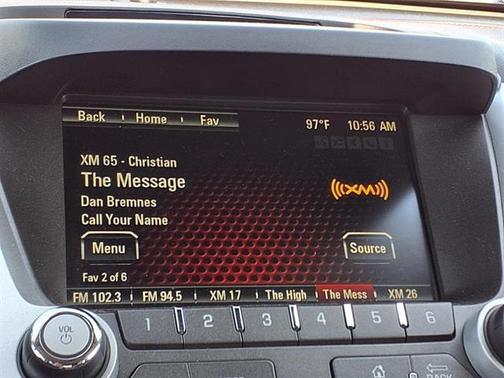 Back Home Fav 97°F 10:56 AM
XM 65 - Christian
The Message
Dan Bremnes
Call Your Name
((XM))
Menu Source
Fav 2 of 6
FM 102.3 FM 94.5 XM 17 The High The Mess XM 26
1 2 3 4 5 6
VOL
BACK